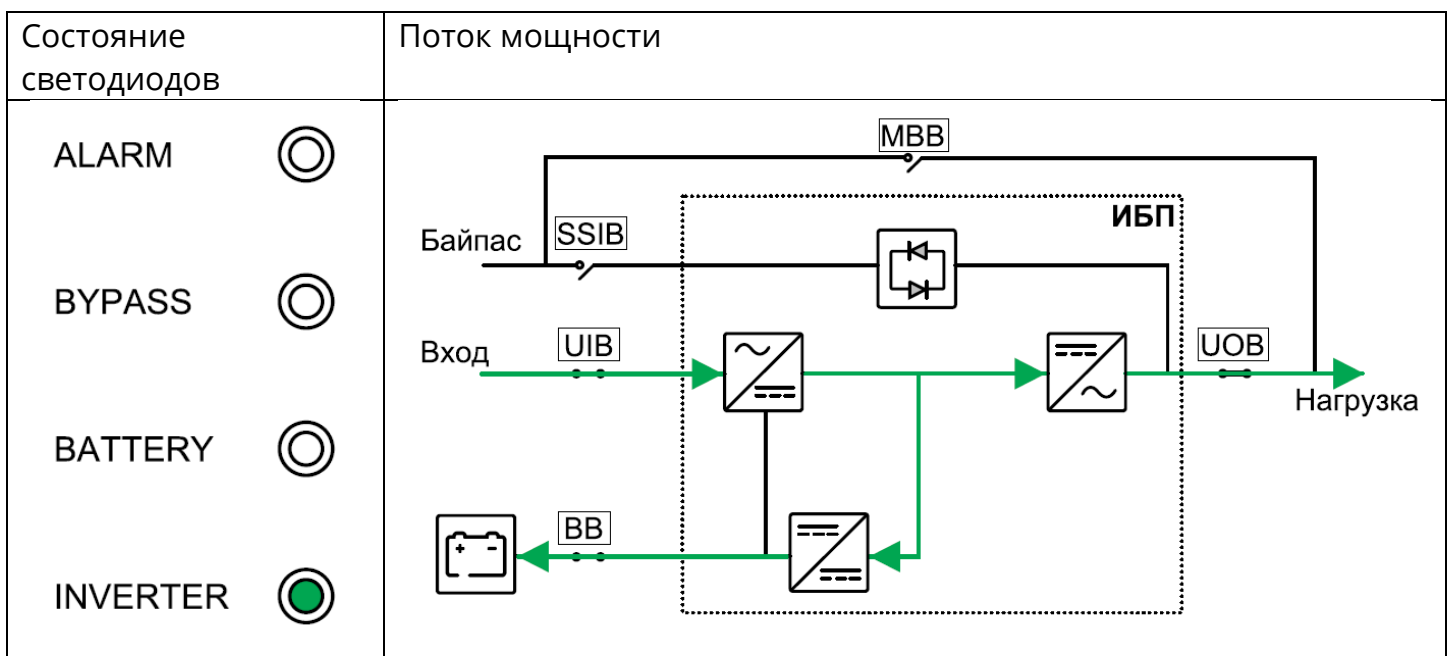 Состояние
светодиодов
Поток мощности
ALARM
BYPASS
BATTERY
INVERTER
MBB
ИБП
Байпас
SSIB
Вход
UIB
UOB
Нагрузка
BB